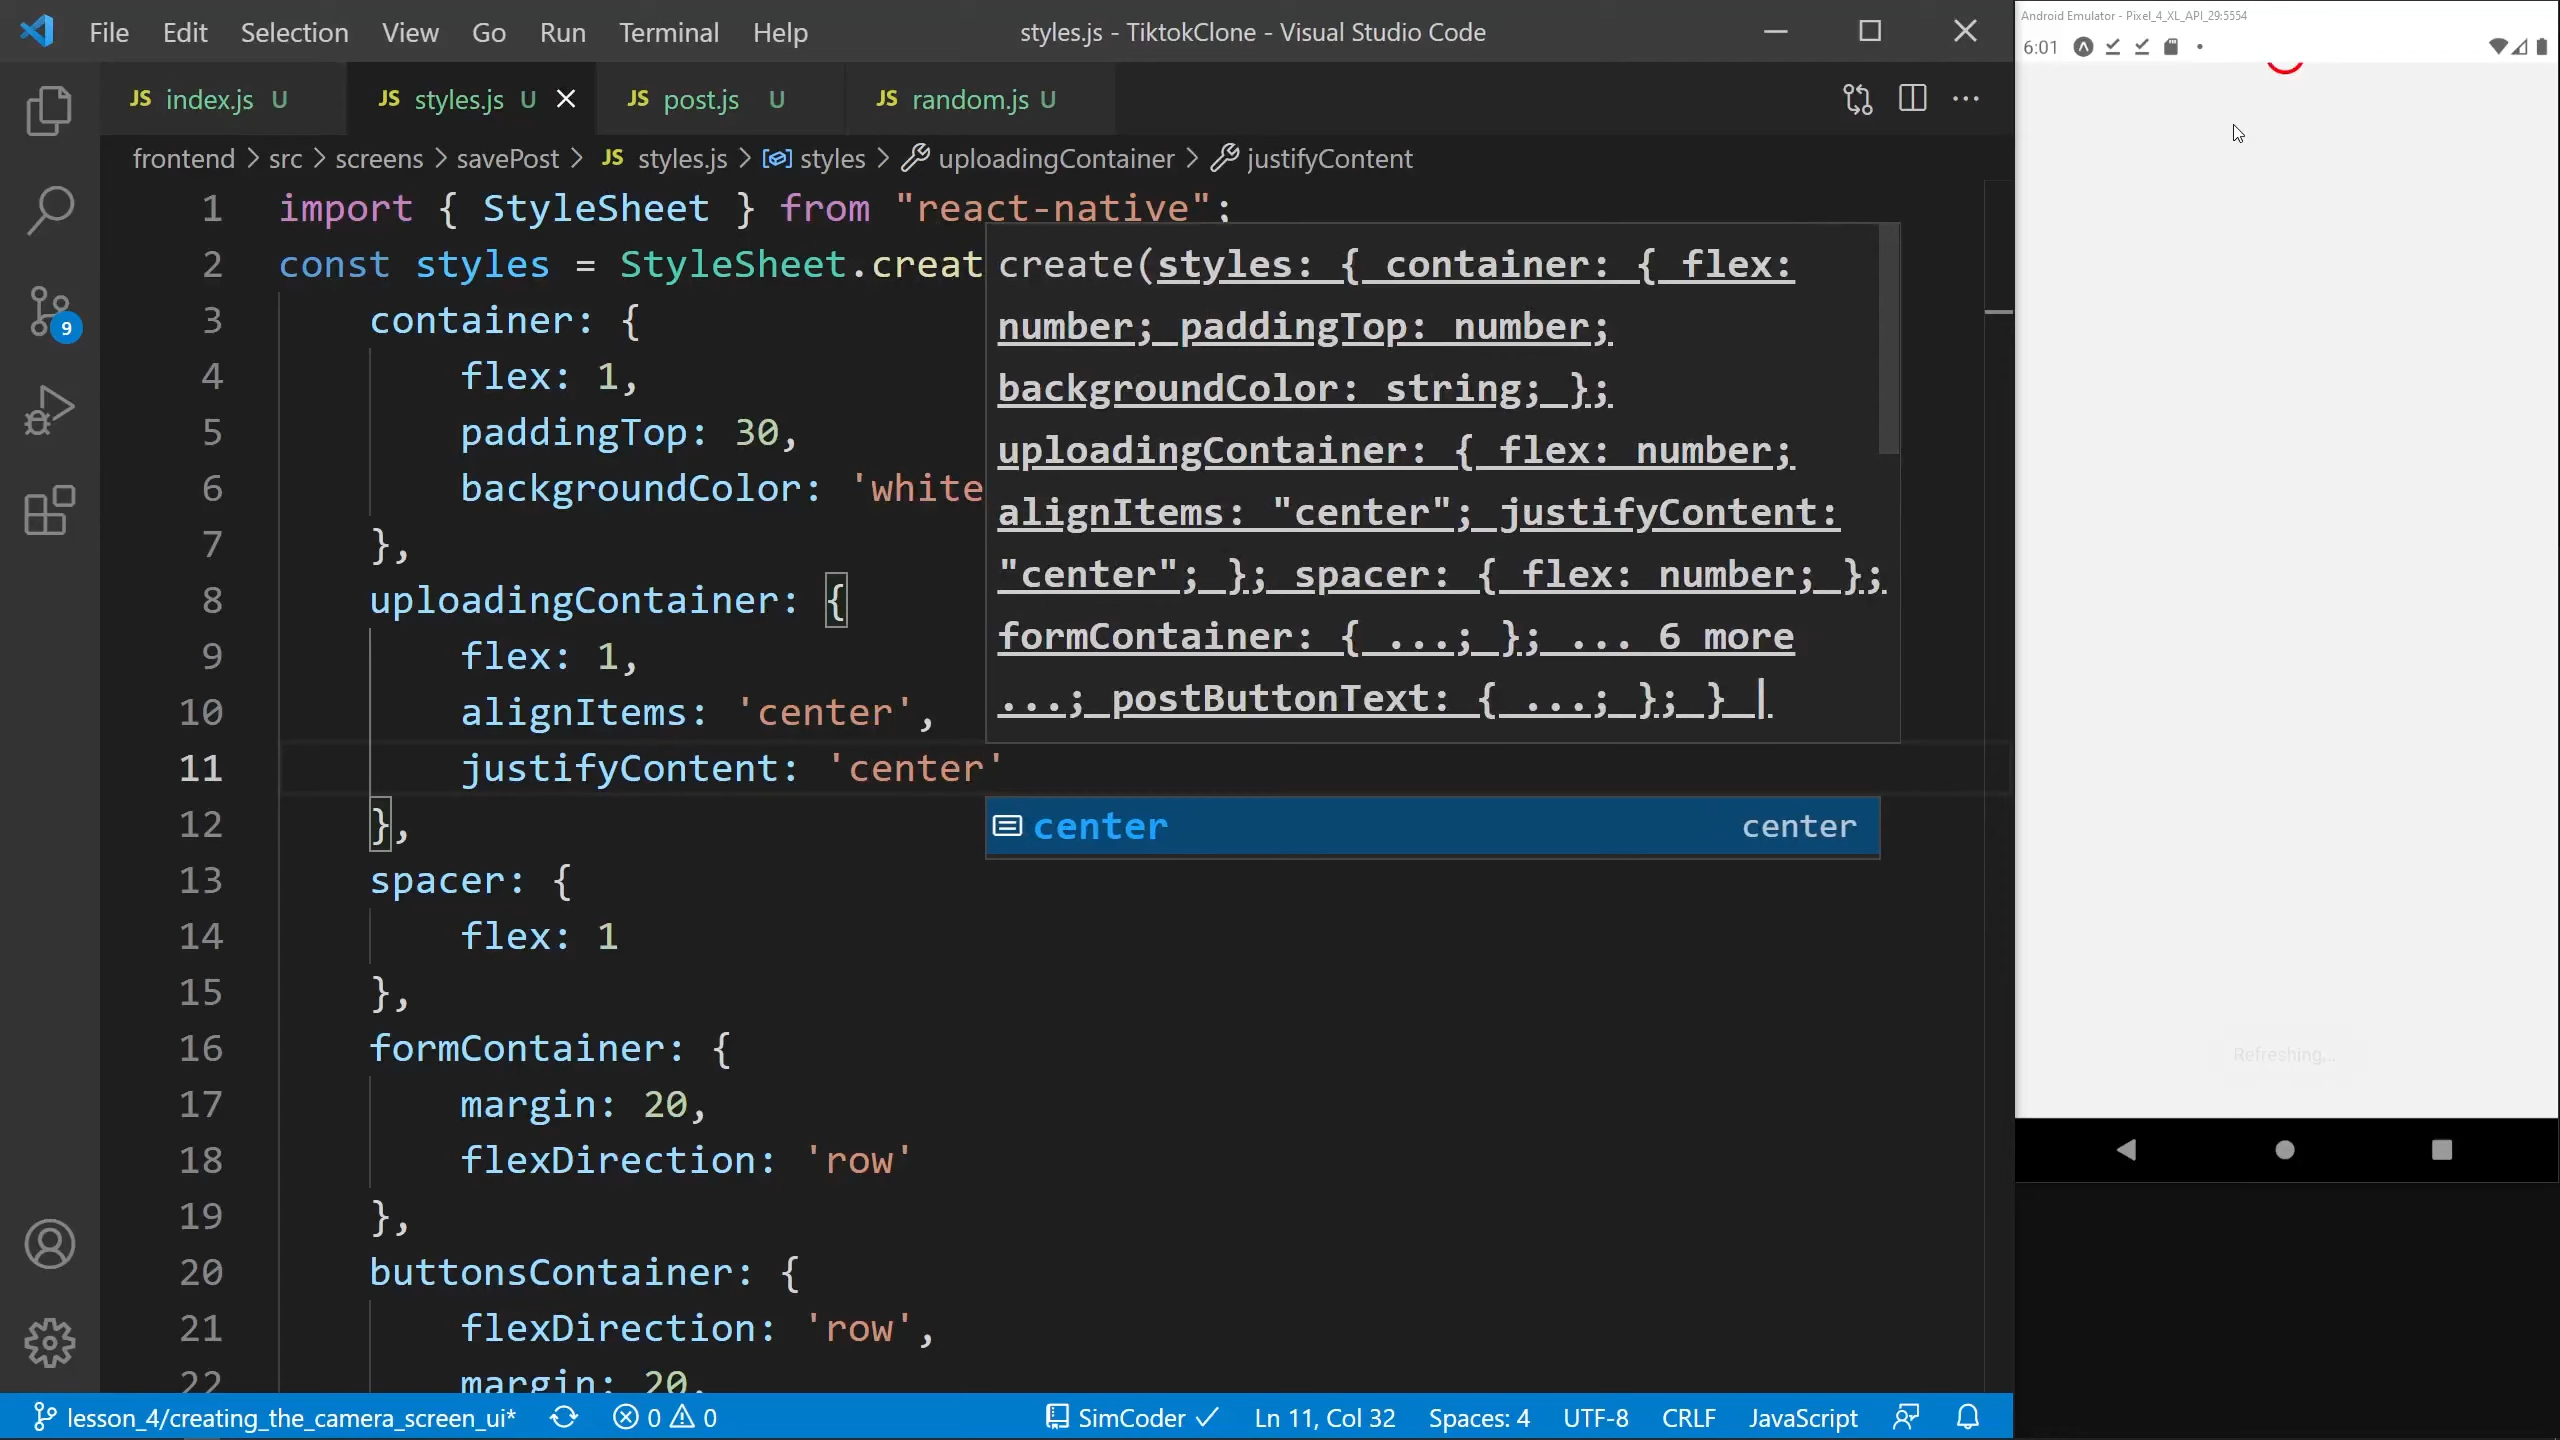 File Edit Selection View Go Run Terminal Help styles.js - TiktokClone - Visual Studio Code
JS index.js U JS styles.js U JS post.js U JS random.js U
frontend > src > screens > savePost > JS styles.js > styles > uploadingContainer > justifyContent
1 import { StyleSheet } from "react-native";
2 const styles = StyleSheet.creat
3 container: {
4 flex: 1,
5 paddingTop: 30,
6 backgroundColor: 'white
7 },
8 uploadingContainer: {
9 flex: 1,
10 alignItems: 'center',
11 justifyContent: 'center'
12 },
13 spacer: {
14 flex: 1
15 },
16 formContainer: {
17 margin: 20,
18 flexDirection: 'row'
19 },
20 buttonsContainer: {
21 flexDirection: 'row',
22 margin: 20,
create(styles: { container: { flex:
number; paddingTop: number;
backgroundColor: string; };
uploadingContainer: { flex: number;
alignItems: "center"; justifyContent:
"center"; }; spacer: { flex: number; };
formContainer: { ...; }; ... 6 more
...; postButtonText: { ...; }; } |
center center
9
lesson_4/creating_the_camera_screen_ui* 0 0 SimCoder Ln 11, Col 32 Spaces: 4 UTF-8 CRLF JavaScript
Android Emulator - Pixel_4_XL_API_29:5554
6:01
Refreshing...